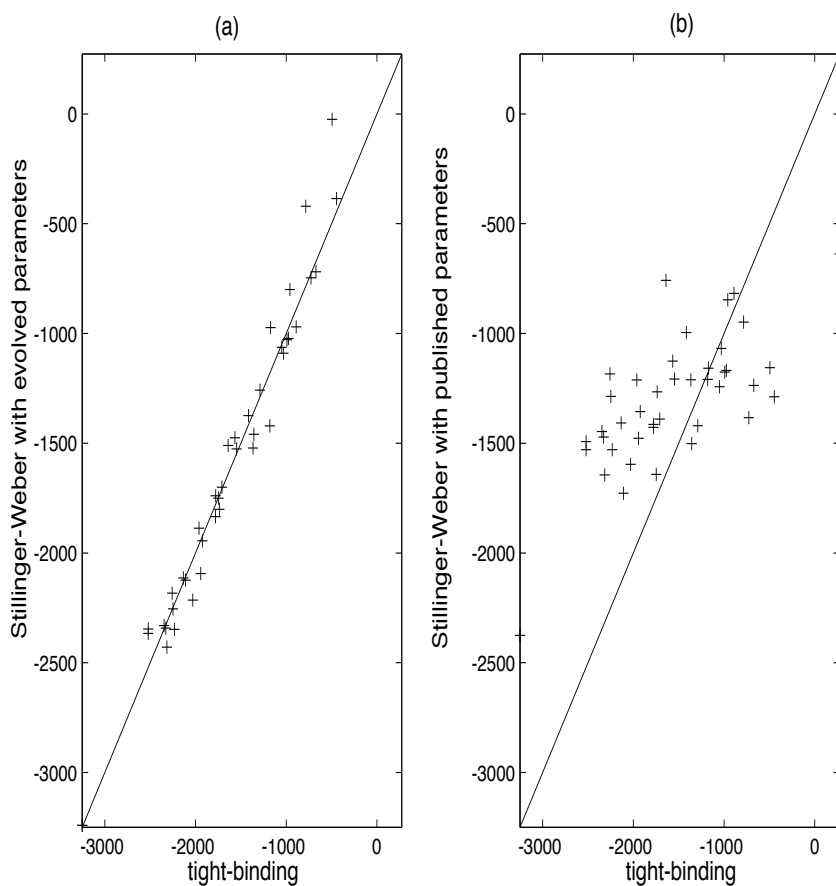 (a)
Stillinger-Weber with evolved parameters
0
-500
-1000
-1500
-2000
-2500
-3000
-3000 -2000 -1000 0
tight-binding
(b)
Stillinger-Weber with published parameters
0
-500
-1000
-1500
-2000
-2500
-3000
-3000 -2000 -1000 0
tight-binding